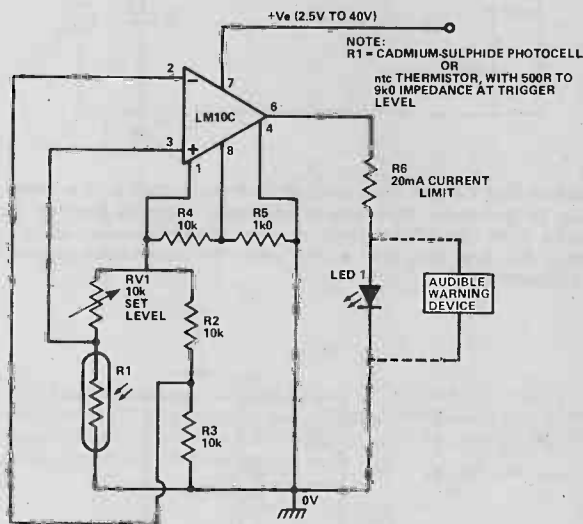 +Ve (2.5V TO 40V)
NOTE:
R1 = CADMIUM-SULPHIDE PHOTOCELL
OR
ntc THERMISTOR, WITH 500R TO
9k0 IMPEDANCE AT TRIGGER
LEVEL
2
7
LM10C
6
4
3
8
1
R6
20mA CURRENT
LIMIT
R4
10k
R5
1k0
RV1
10k
SET
LEVEL
R2
10k
LED 1
AUDIBLE
WARNING
DEVICE
R1
R3
10k
0V